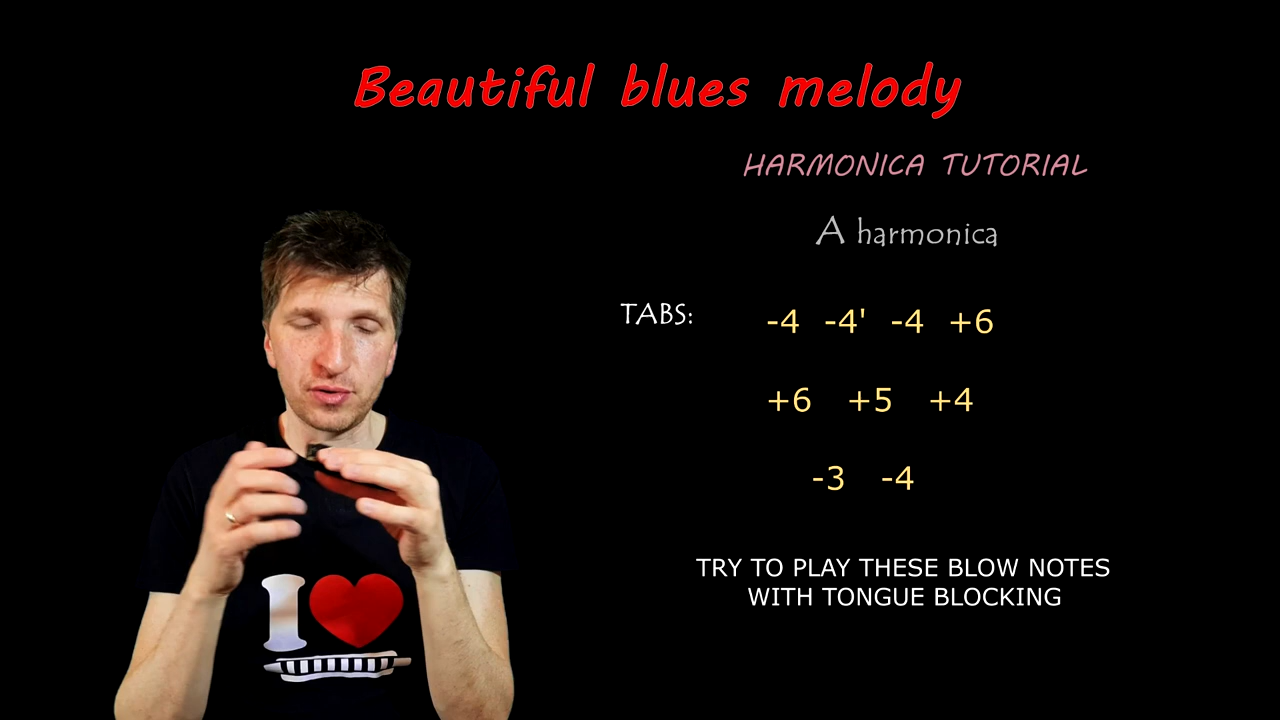 Beautiful blues melody
HARMONICA TUTORIAL
A harmonica
TABS: -4 -4' -4 +6
+6 +5 +4
-3 -4
TRY TO PLAY THESE BLOW NOTES
WITH TONGUE BLOCKING
I